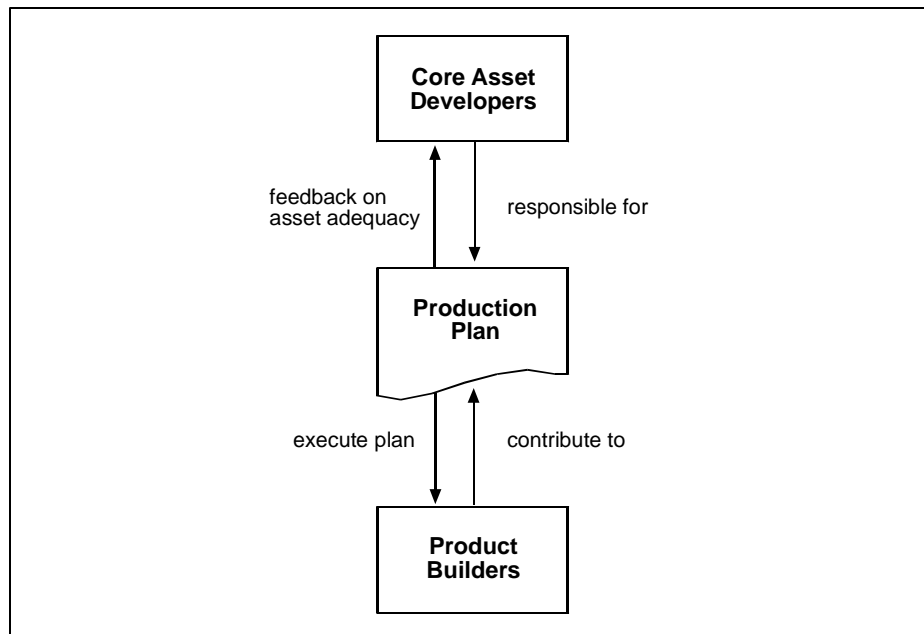 Core Asset
Developers
feedback on
asset adequacy
responsible for
Production
Plan
execute plan
contribute to
Product
Builders